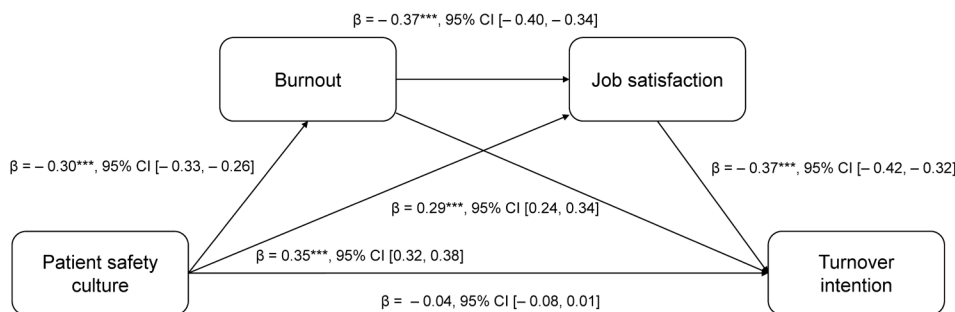 β = – 0.37***, 95% CI [– 0.40, – 0.34]
Burnout
Job satisfaction
β = – 0.30***, 95% CI [– 0.33, – 0.26]
β = – 0.37***, 95% CI [– 0.42, – 0.32]
β = 0.29***, 95% CI [0.24, 0.34]
Patient safety
culture
β = 0.35***, 95% CI [0.32, 0.38]
Turnover
intention
β = – 0.04, 95% CI [– 0.08, 0.01]